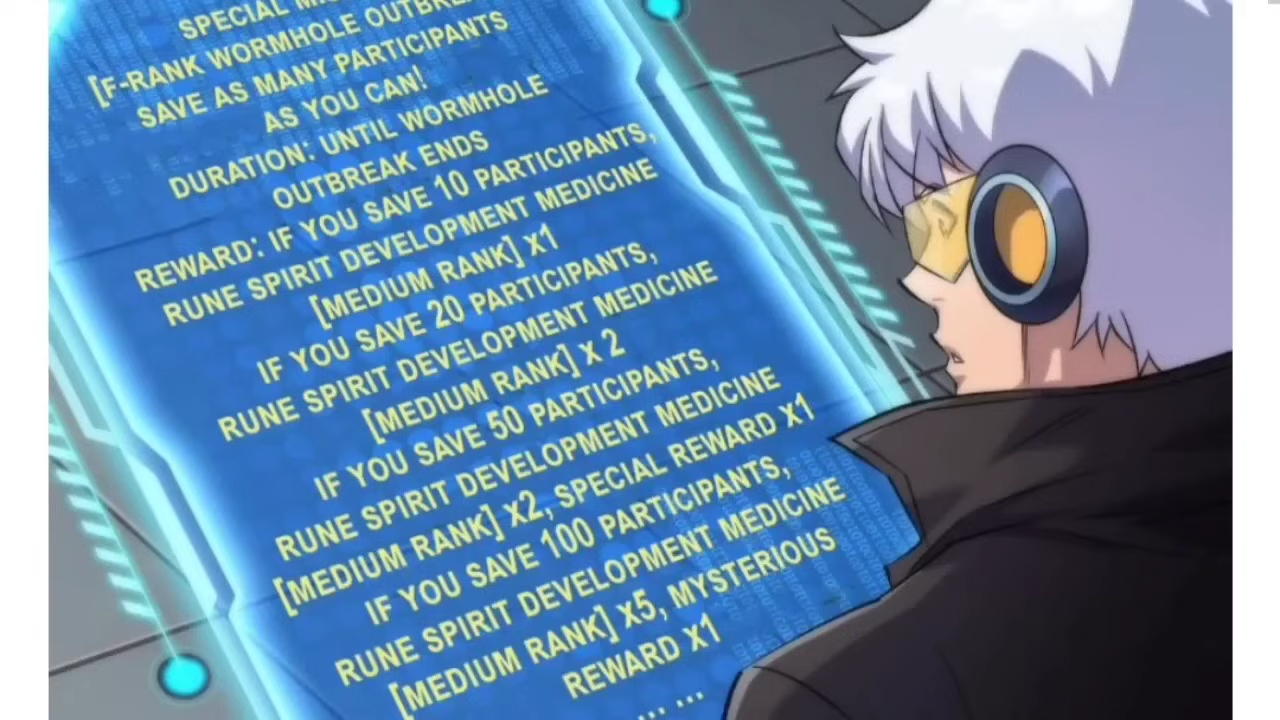 SPECIAL
[F-RANK WORMHOLE
SAVE AS MANY PARTICIPANTS
AS YOU CAN!
DURATION: UNTIL WORMHOLE
OUTBREAK ENDS
REWARD: IF YOU SAVE 10 PARTICIPANTS,
RUNE SPIRIT DEVELOPMENT MEDICINE
[MEDIUM RANK] X1
IF YOU SAVE 20 PARTICIPANTS,
RUNE SPIRIT DEVELOPMENT MEDICINE
[MEDIUM RANK] X 2
IF YOU SAVE 50 PARTICIPANTS,
RUNE SPIRIT DEVELOPMENT MEDICINE
[MEDIUM RANK] X2, SPECIAL REWARD X1
IF YOU SAVE 100 PARTICIPANTS,
RUNE SPIRIT DEVELOPMENT MEDICINE
[MEDIUM RANK] X5, MYSTERIOUS
REWARD X1
... ...